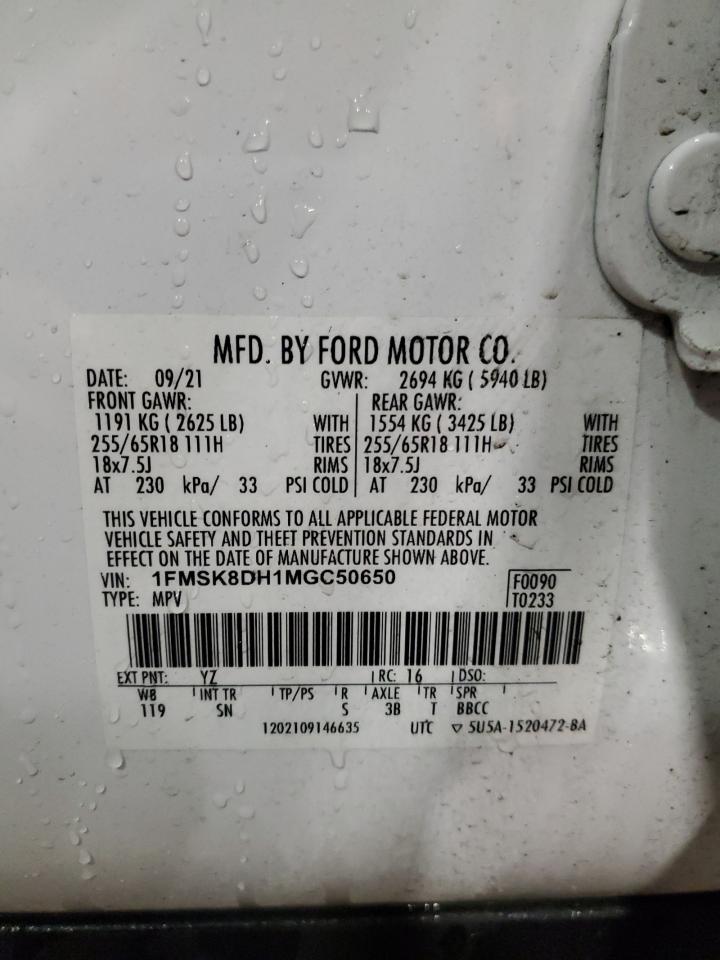 MFD. BY FORD MOTOR CO.
DATE: 09/21 GVWR: 2694 KG ( 5940 LB)
FRONT GAWR: REAR GAWR:
1191 KG ( 2625 LB) WITH 1554 KG ( 3425 LB) WITH
255/65R18 111H TIRES 255/65R18 111H TIRES
18x7.5J RIMS 18x7.5J RIMS
AT 230 kPa/ 33 PSI COLD AT 230 kPa/ 33 PSI COLD
THIS VEHICLE CONFORMS TO ALL APPLICABLE FEDERAL MOTOR
VEHICLE SAFETY AND THEFT PREVENTION STANDARDS IN
EFFECT ON THE DATE OF MANUFACTURE SHOWN ABOVE.
VIN: 1FMSK8DH1MGC50650 F0090
TYPE: MPV T0233
EXT PNT: YZ RC: 16 DSO:
WB INT TR TP/PS R AXLE TR SPR
119 SN S 3B T BBCC
1202109146635 UTC ▽ 5U5A-1520472-BA